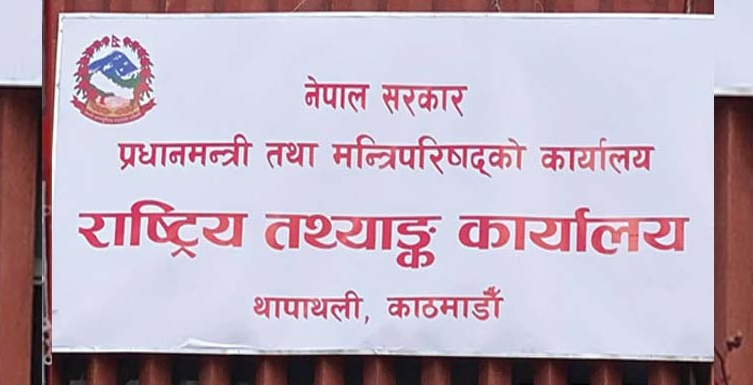 नेपाल सरकार
प्रधानमन्त्री तथा मन्त्रिपरिषद्को कार्यालय
राष्ट्रिय तथ्याङ्क कार्यालय
थापाथली, काठमाडौँ